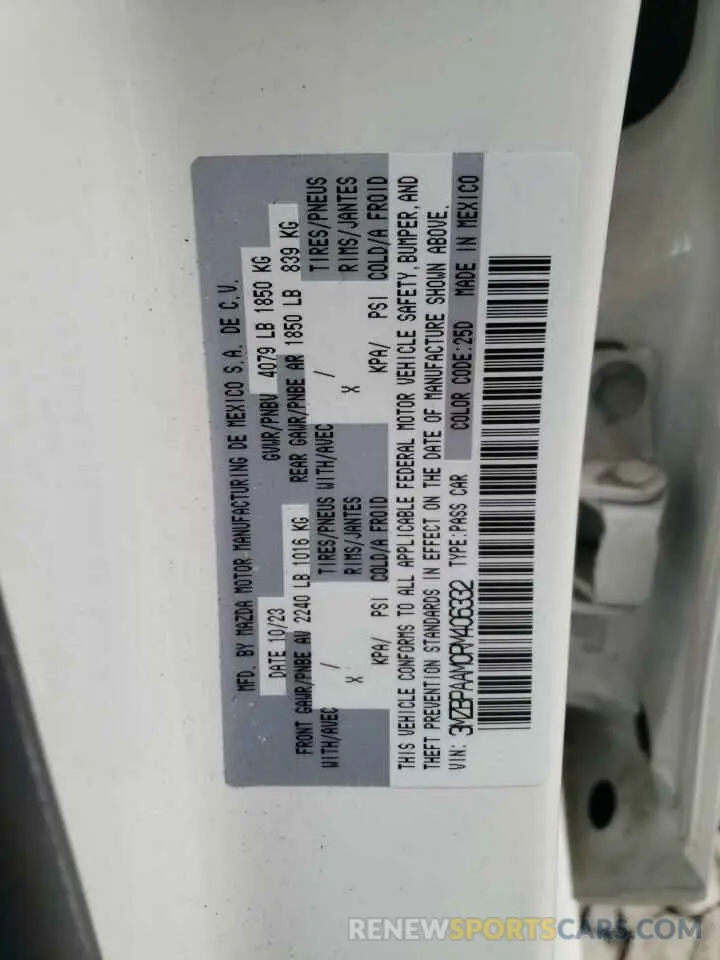 MFD. BY MAZDA MOTOR MANUFACTURING DE MEXICO S.A. DE C.V.
DATE 10/23 GVWR/PNBV 4079 LB 1850 KG
FRONT GAWR/PNBE AV 2240 LB 1016 KG REAR GAWR/PNBE AR 1850 LB 839 KG
WITH/AVEC / TIRES/PNEUS WITH/AVEC / TIRES/PNEUS
X RIMS/JANTES X RIMS/JANTES
KPA/ PSI COLD/A FROID KPA/ PSI COLD/A FROID
THIS VEHICLE CONFORMS TO ALL APPLICABLE FEDERAL MOTOR VEHICLE SAFETY, BUMPER, AND
THEFT PREVENTION STANDARDS IN EFFECT ON THE DATE OF MANUFACTURE SHOWN ABOVE.
VIN: 3MZBPAAM0RM406332 TYPE:PASS CAR COLOR CODE:25D MADE IN MEXICO
RENEWSPORTSCARS.COM